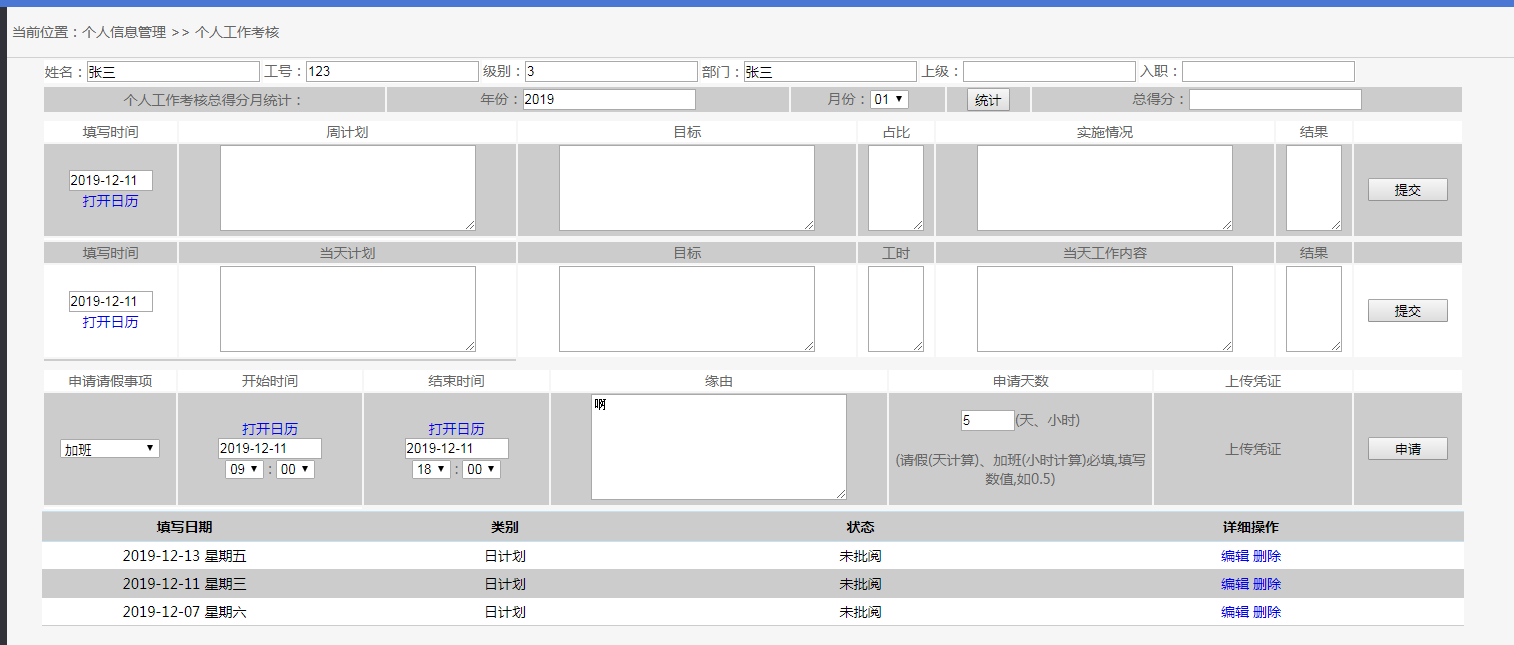 当前位置：个人信息管理 >> 个人工作考核
姓名：张三 工号：123 级别：3 部门：张三 上级： 入职：
个人工作考核总得分月统计： 年份：2019 月份：01 统计 总得分：
填写时间 周计划 目标 占比 实施情况 结果
2019-12-11
打开日历
提交
填写时间 当天计划 目标 工时 当天工作内容 结果
2019-12-11
打开日历
提交
申请请假事项 开始时间 结束时间 缘由 申请天数 上传凭证
加班
打开日历
2019-12-11
09 : 00
打开日历
2019-12-11
18 : 00
啊
5 (天、小时)
(请假(天计算)、加班(小时计算)必填,填写
数值,如0.5)
上传凭证
申请
填写日期 类别 状态 详细操作
2019-12-13 星期五 日计划 未批阅 编辑 删除
2019-12-11 星期三 日计划 未批阅 编辑 删除
2019-12-07 星期六 日计划 未批阅 编辑 删除